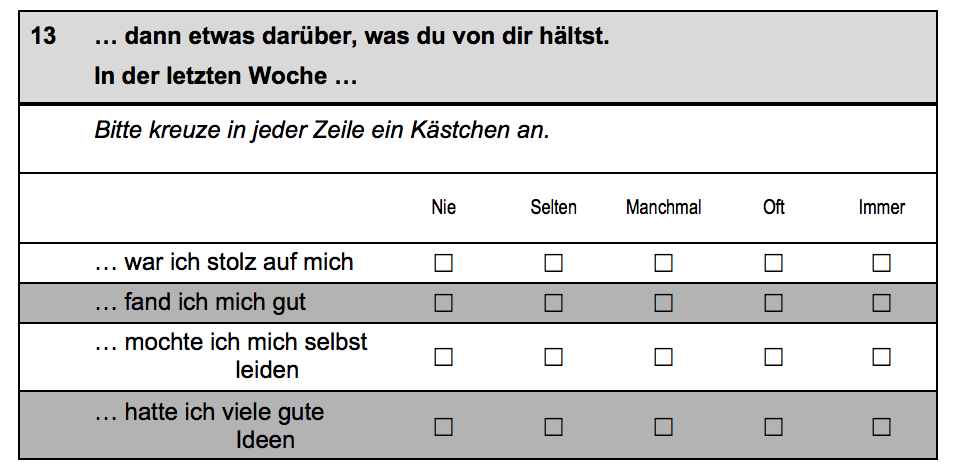 13 … dann etwas darüber, was du von dir hältst.
In der letzten Woche …
Bitte kreuze in jeder Zeile ein Kästchen an.
Nie Selten Manchmal Oft Immer
… war ich stolz auf mich ☐ ☐ ☐ ☐ ☐
… fand ich mich gut ☐ ☐ ☐ ☐ ☐
… mochte ich mich selbst
leiden ☐ ☐ ☐ ☐ ☐
… hatte ich viele gute
Ideen ☐ ☐ ☐ ☐ ☐